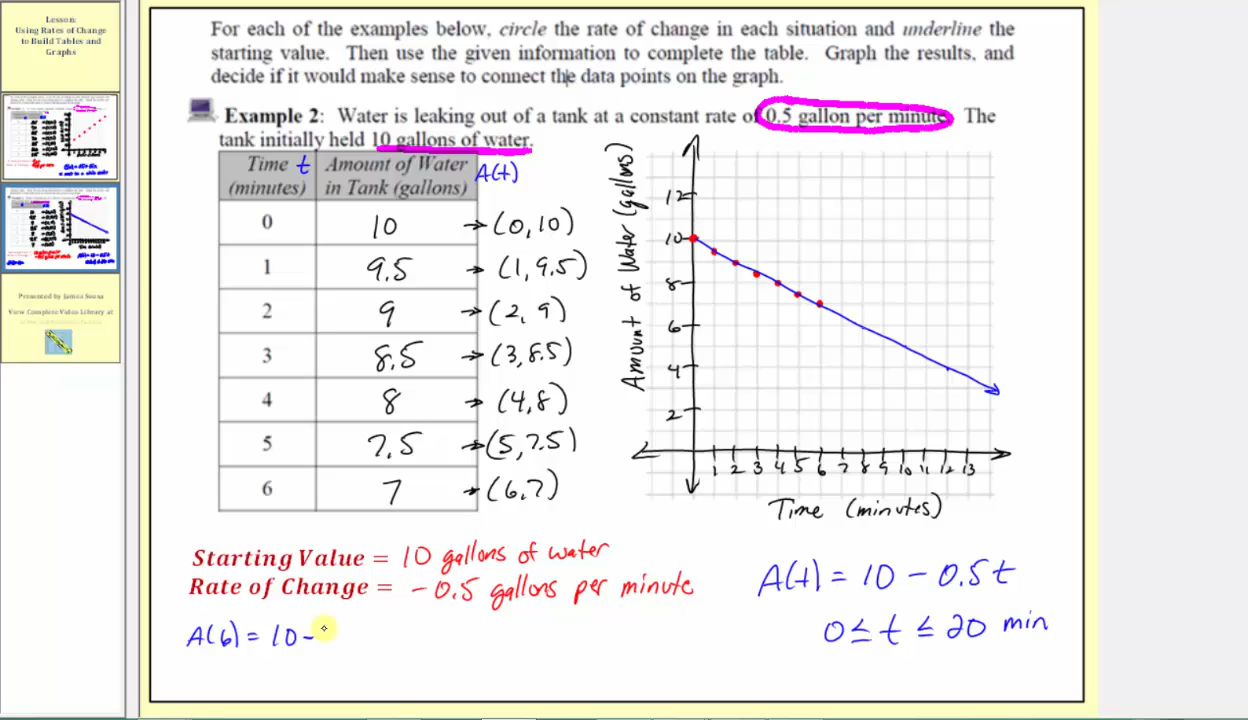 Lesson:
Using Rates of Change
to Build Tables and
Graphs
Presented by James Sousa
View Complete Video Library at
For each of the examples below, circle the rate of change in each situation and underline the
starting value. Then use the given information to complete the table. Graph the results, and
decide if it would make sense to connect the data points on the graph.
Example 2: Water is leaking out of a tank at a constant rate of 0.5 gallon per minute. The
tank initially held 10 gallons of water.
Time t Amount of Water A(t)
(minutes) in Tank (gallons)
0 10 → (0, 10)
1 9.5 → (1, 9.5)
2 9 → (2, 9)
3 8.5 → (3, 8.5)
4 8 → (4, 8)
5 7.5 → (5, 7.5)
6 7 → (6, 7)
Amount of Water (gallons)
12
10
8
6
4
2
1 2 3 4 5 6 7 8 9 10 11 12 13
Time (minutes)
Starting Value = 10 gallons of water
Rate of Change = -0.5 gallons per minute
A(6) = 10 -
A(t) = 10 - 0.5t
0 ≤ t ≤ 20 min